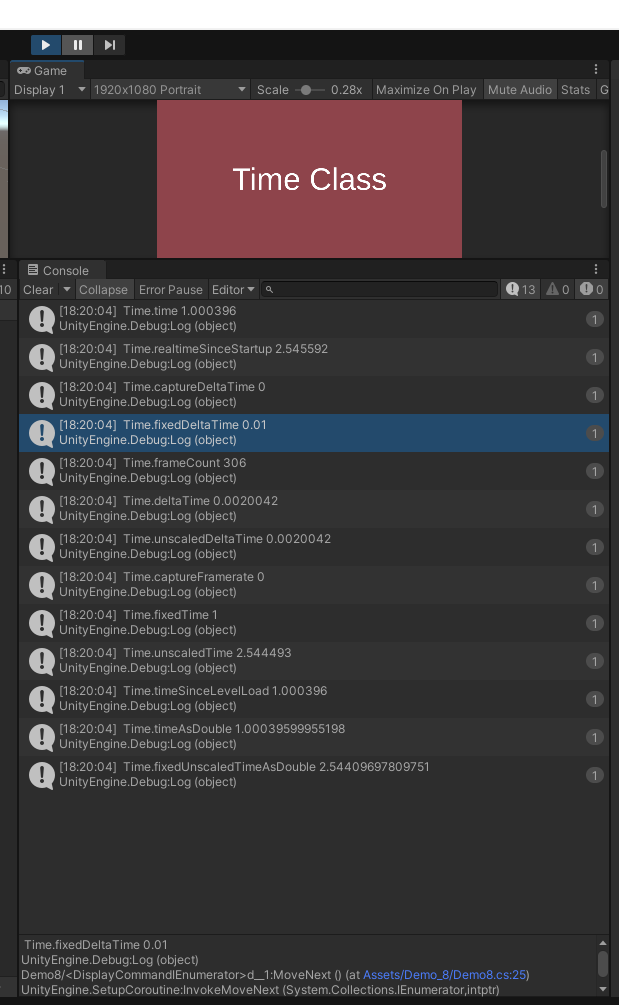 Game
Display 1 1920x1080 Portrait Scale 0.28x Maximize On Play Mute Audio Stats G
Time Class
Console
10 Clear Collapse Error Pause Editor 13 0 0
[18:20:04] Time.time 1.000396 1
UnityEngine.Debug:Log (object)
[18:20:04] Time.realtimeSinceStartup 2.545592 1
UnityEngine.Debug:Log (object)
[18:20:04] Time.captureDeltaTime 0 1
UnityEngine.Debug:Log (object)
[18:20:04] Time.fixedDeltaTime 0.01 1
UnityEngine.Debug:Log (object)
[18:20:04] Time.frameCount 306 1
UnityEngine.Debug:Log (object)
[18:20:04] Time.deltaTime 0.0020042 1
UnityEngine.Debug:Log (object)
[18:20:04] Time.unscaledDeltaTime 0.0020042 1
UnityEngine.Debug:Log (object)
[18:20:04] Time.captureFramerate 0 1
UnityEngine.Debug:Log (object)
[18:20:04] Time.fixedTime 1 1
UnityEngine.Debug:Log (object)
[18:20:04] Time.unscaledTime 2.544493 1
UnityEngine.Debug:Log (object)
[18:20:04] Time.timeSinceLevelLoad 1.000396 1
UnityEngine.Debug:Log (object)
[18:20:04] Time.timeAsDouble 1.00039599955198 1
UnityEngine.Debug:Log (object)
[18:20:04] Time.fixedUnscaledTimeAsDouble 2.54409697809751 1
UnityEngine.Debug:Log (object)
Time.fixedDeltaTime 0.01
UnityEngine.Debug:Log (object)
Demo8/<DisplayCommandIEnumerator>d__1:MoveNext () (at Assets/Demo_8/Demo8.cs:25)
UnityEngine.SetupCoroutine:InvokeMoveNext (System.Collections.IEnumerator,intptr)